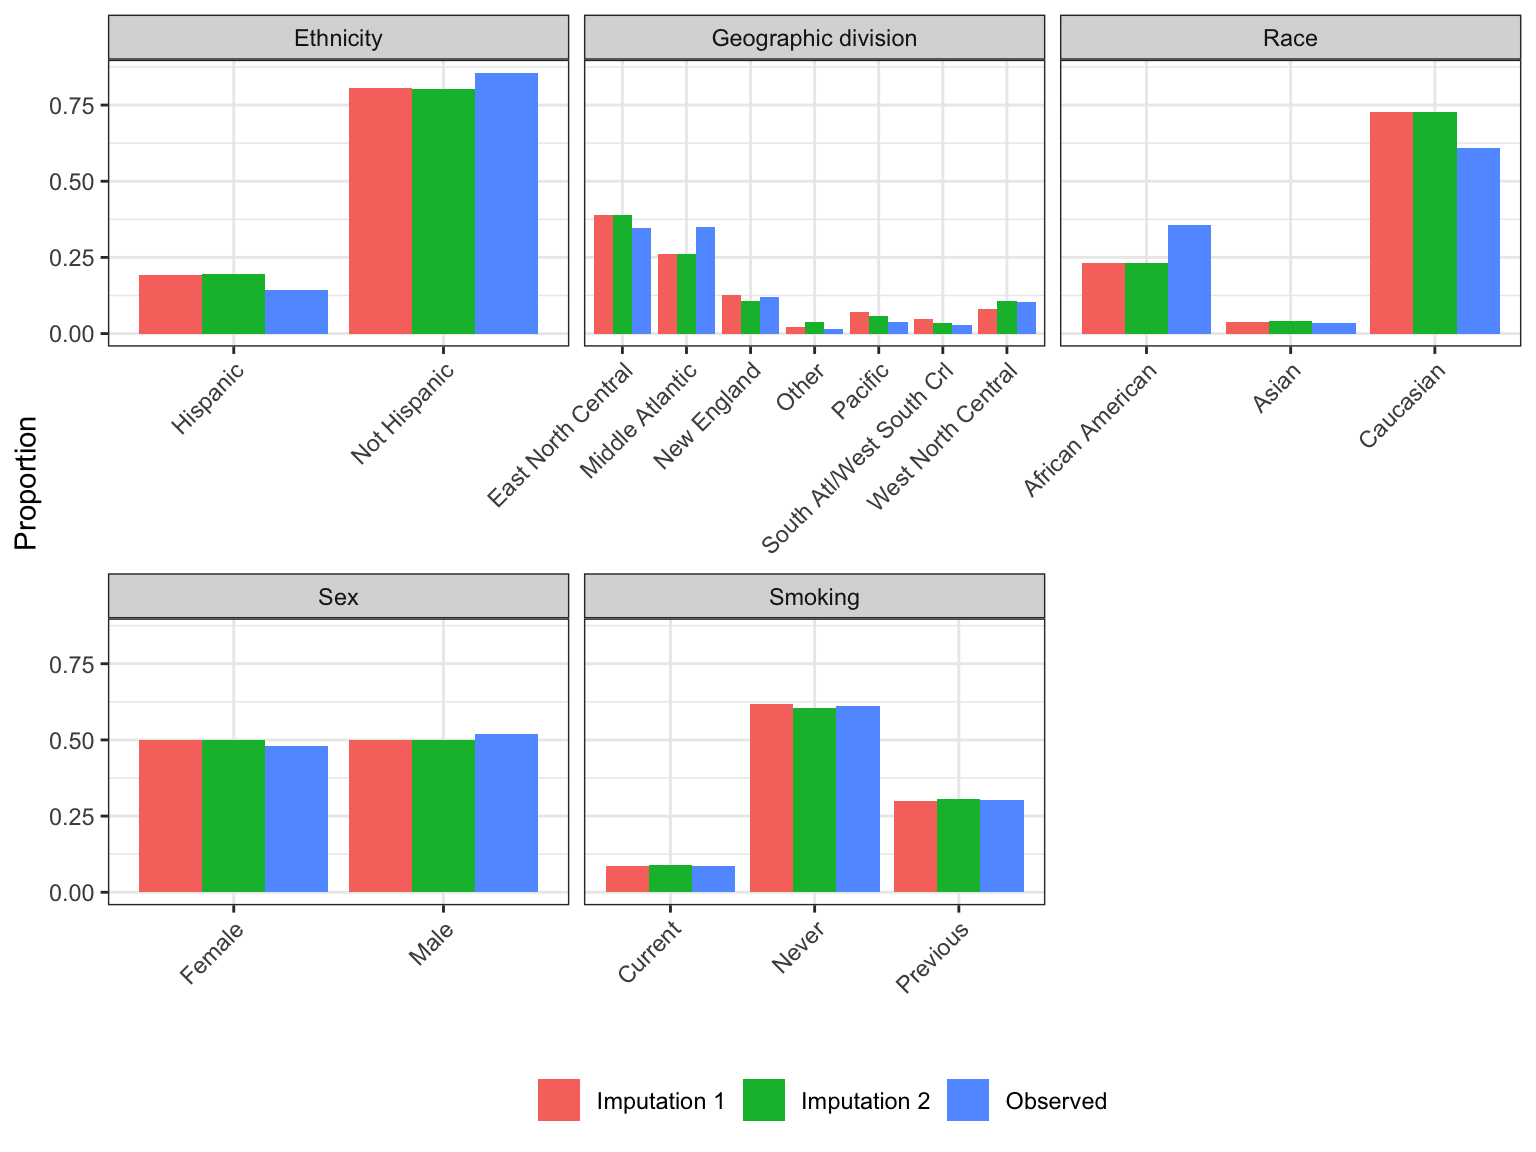 Ethnicity
Geographic division
Race
0.75
0.50
0.25
0.00
Hispanic
Not Hispanic
East North Central
Middle Atlantic
New England
Other
Pacific
South Atl/West South Crl
West North Central
African American
Asian
Caucasian
Proportion
Sex
Smoking
0.75
0.50
0.25
0.00
Female
Male
Current
Never
Previous
Imputation 1
Imputation 2
Observed